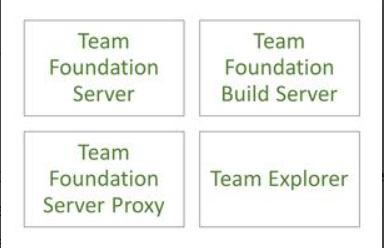 Team
Foundation
Server
Team
Foundation
Build Server
Team
Foundation
Server Proxy
Team Explorer